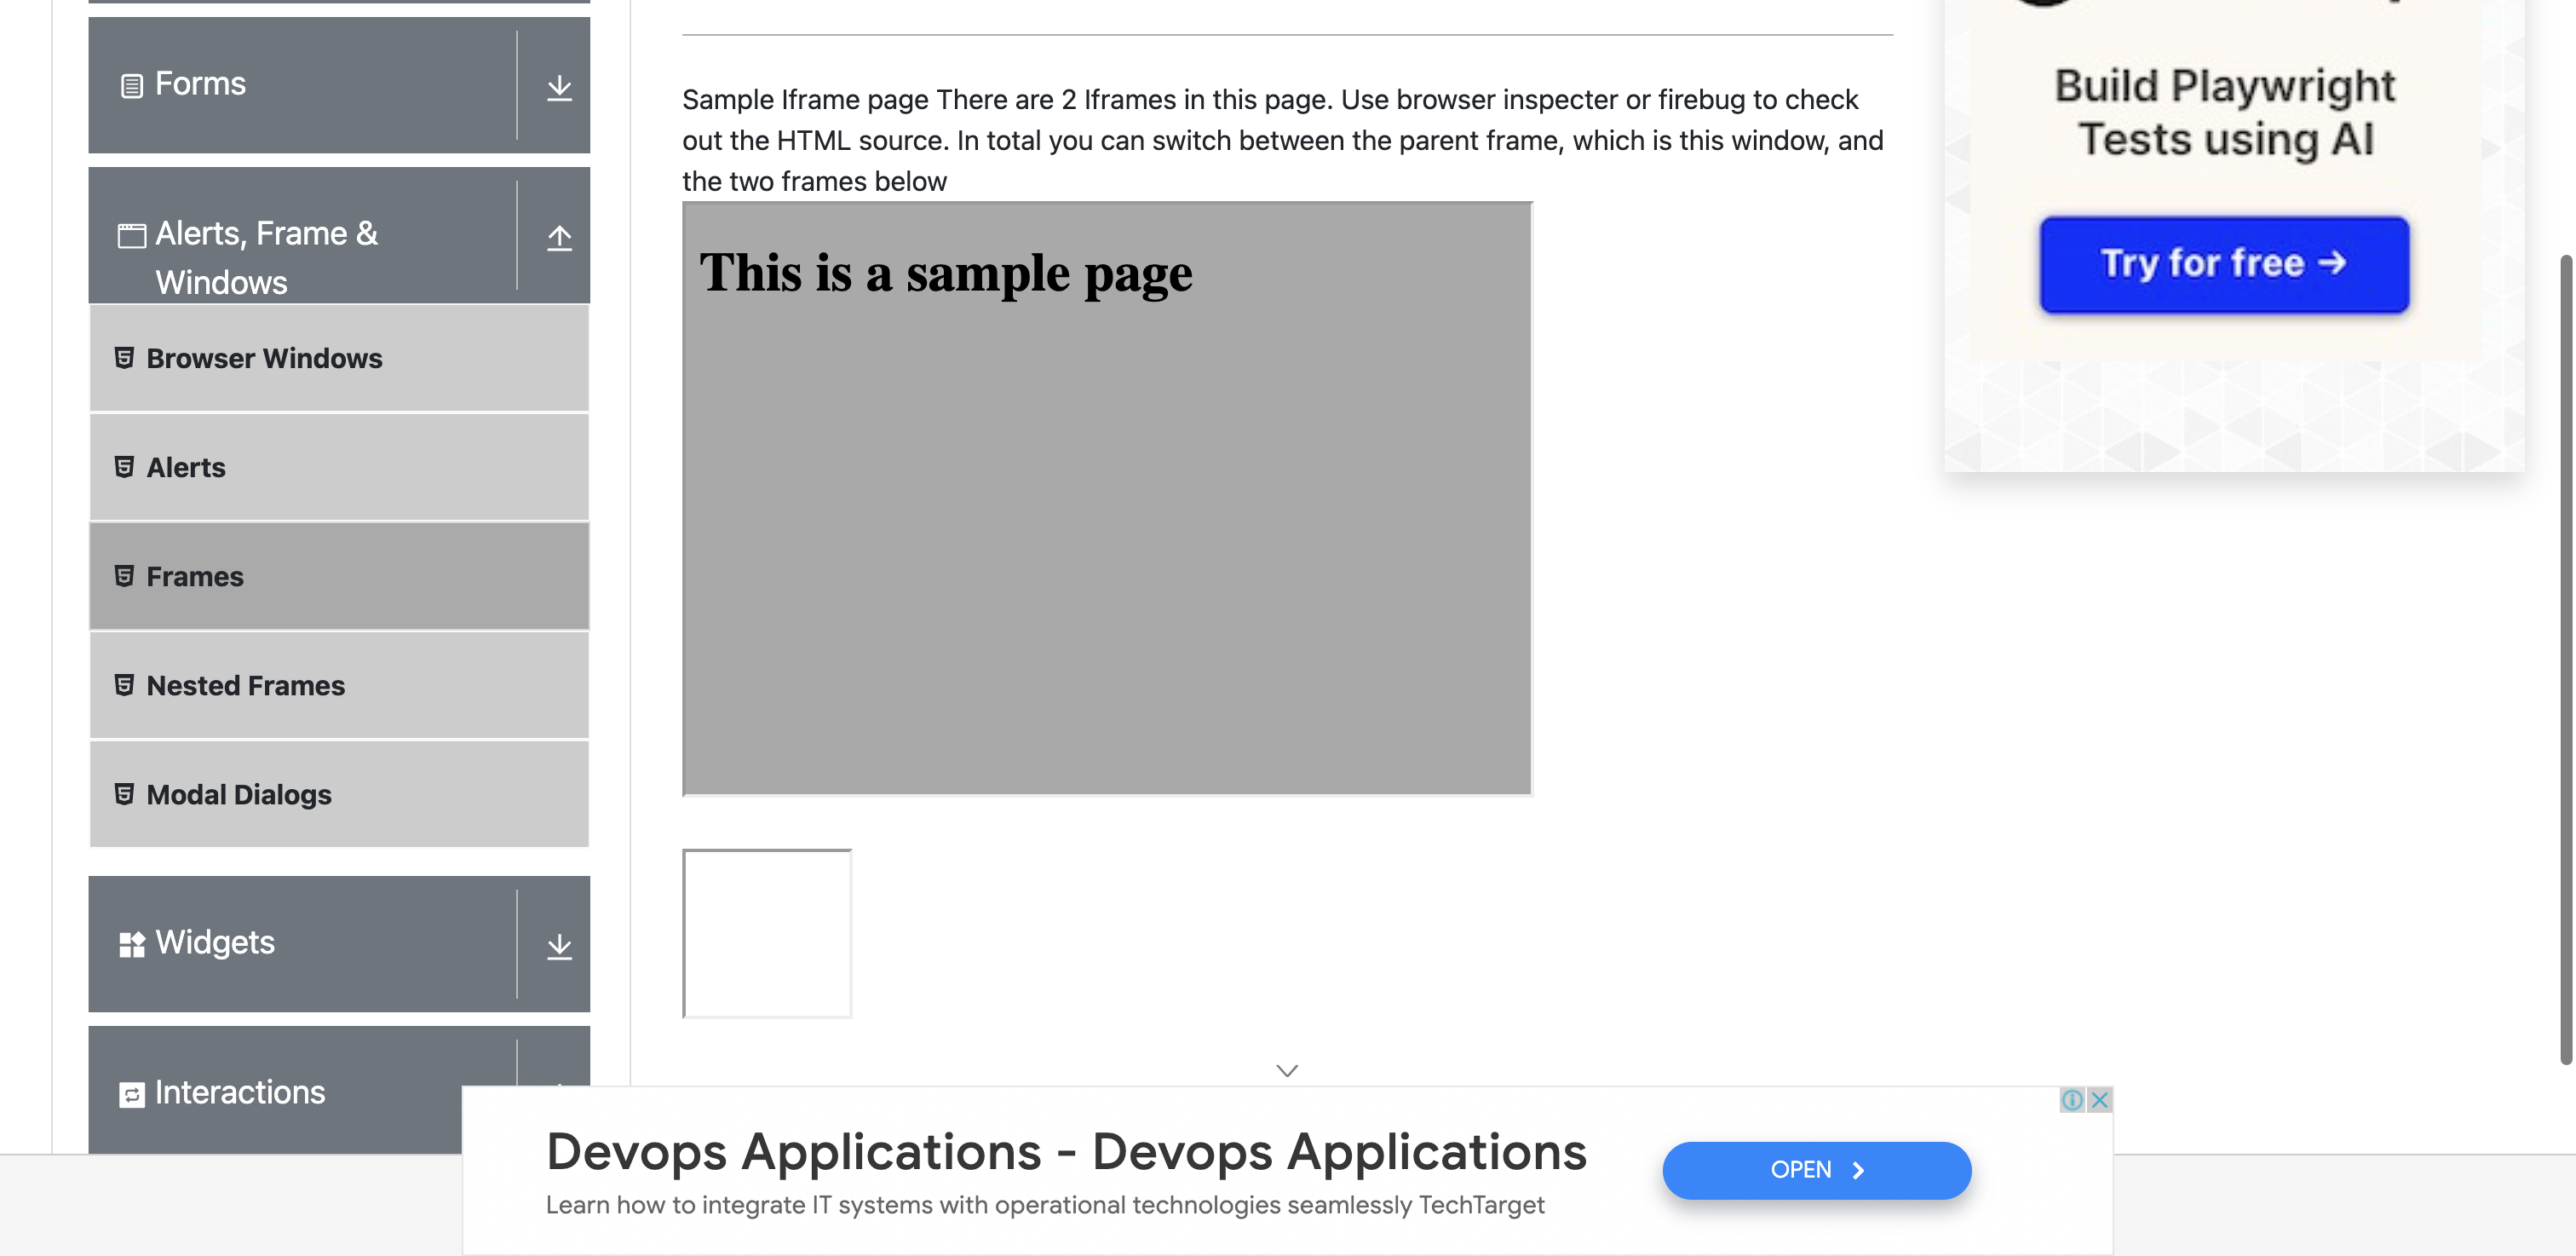 Forms
Alerts, Frame &
Windows
Browser Windows
Alerts
Frames
Nested Frames
Modal Dialogs
Widgets
Interactions
Sample Iframe page There are 2 Iframes in this page. Use browser inspecter or firebug to check
out the HTML source. In total you can switch between the parent frame, which is this window, and
the two frames below
This is a sample page
Build Playwright
Tests using AI
Try for free →
Devops Applications - Devops Applications
Learn how to integrate IT systems with operational technologies seamlessly TechTarget
OPEN